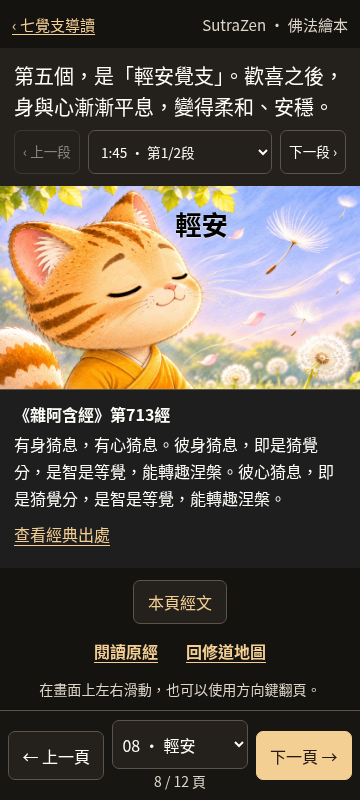 ‹ 七覺支導讀
SutraZen ・ 佛法繪本
第五個，是「輕安覺支」。歡喜之後，
身與心漸漸平息，變得柔和、安穩。
‹ 上一段
1:45 ・ 第1/2段
下一段 ›
輕安
《雜阿含經》第713經
有身猗息，有心猗息。彼身猗息，即是猗覺
分，是智是等覺，能轉趣涅槃。彼心猗息，即
是猗覺分，是智是等覺，能轉趣涅槃。
查看經典出處
本頁經文
閱讀原經
回修道地圖
在畫面上左右滑動，也可以使用方向鍵翻頁。
← 上一頁
08 ・ 輕安
下一頁 →
8 / 12 頁